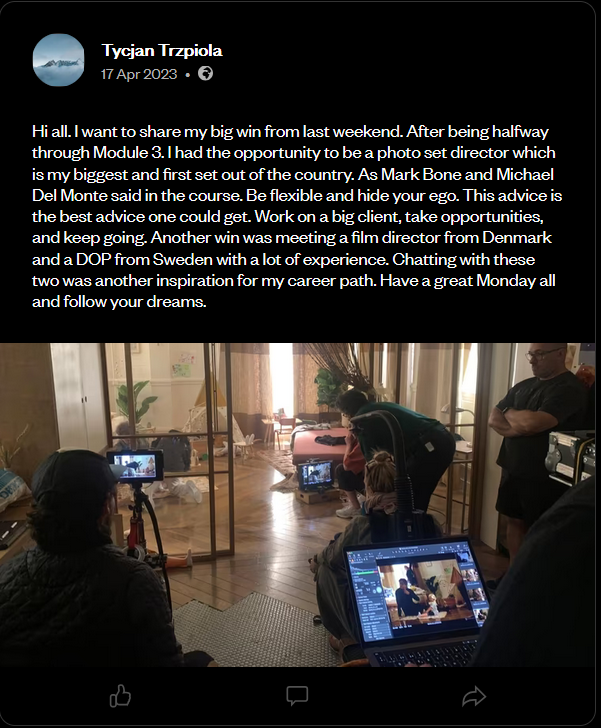 Tycjan Trzpiola
17 Apr 2023 •
Hi all. I want to share my big win from last weekend. After being halfway
through Module 3. I had the opportunity to be a photo set director which
is my biggest and first set out of the country. As Mark Bone and Michael
Del Monte said in the course. Be flexible and hide your ego. This advice is
the best advice one could get. Work on a big client, take opportunities,
and keep going. Another win was meeting a film director from Denmark
and a DOP from Sweden with a lot of experience. Chatting with these
two was another inspiration for my career path. Have a great Monday all
and follow your dreams.